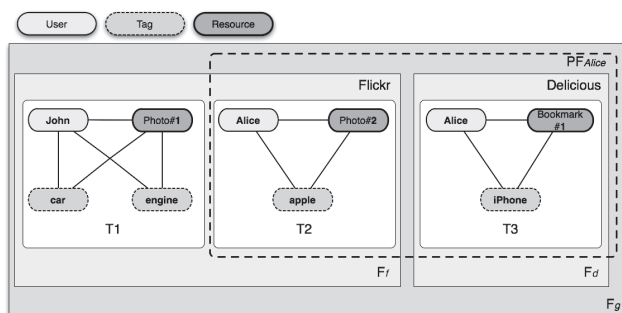 User Tag Resource
PFAlice
Flickr Delicious
John Photo#1 Alice Photo#2 Alice Bookmark
#1
car engine apple iPhone
T1 T2 T3
Ff Fd
Fg